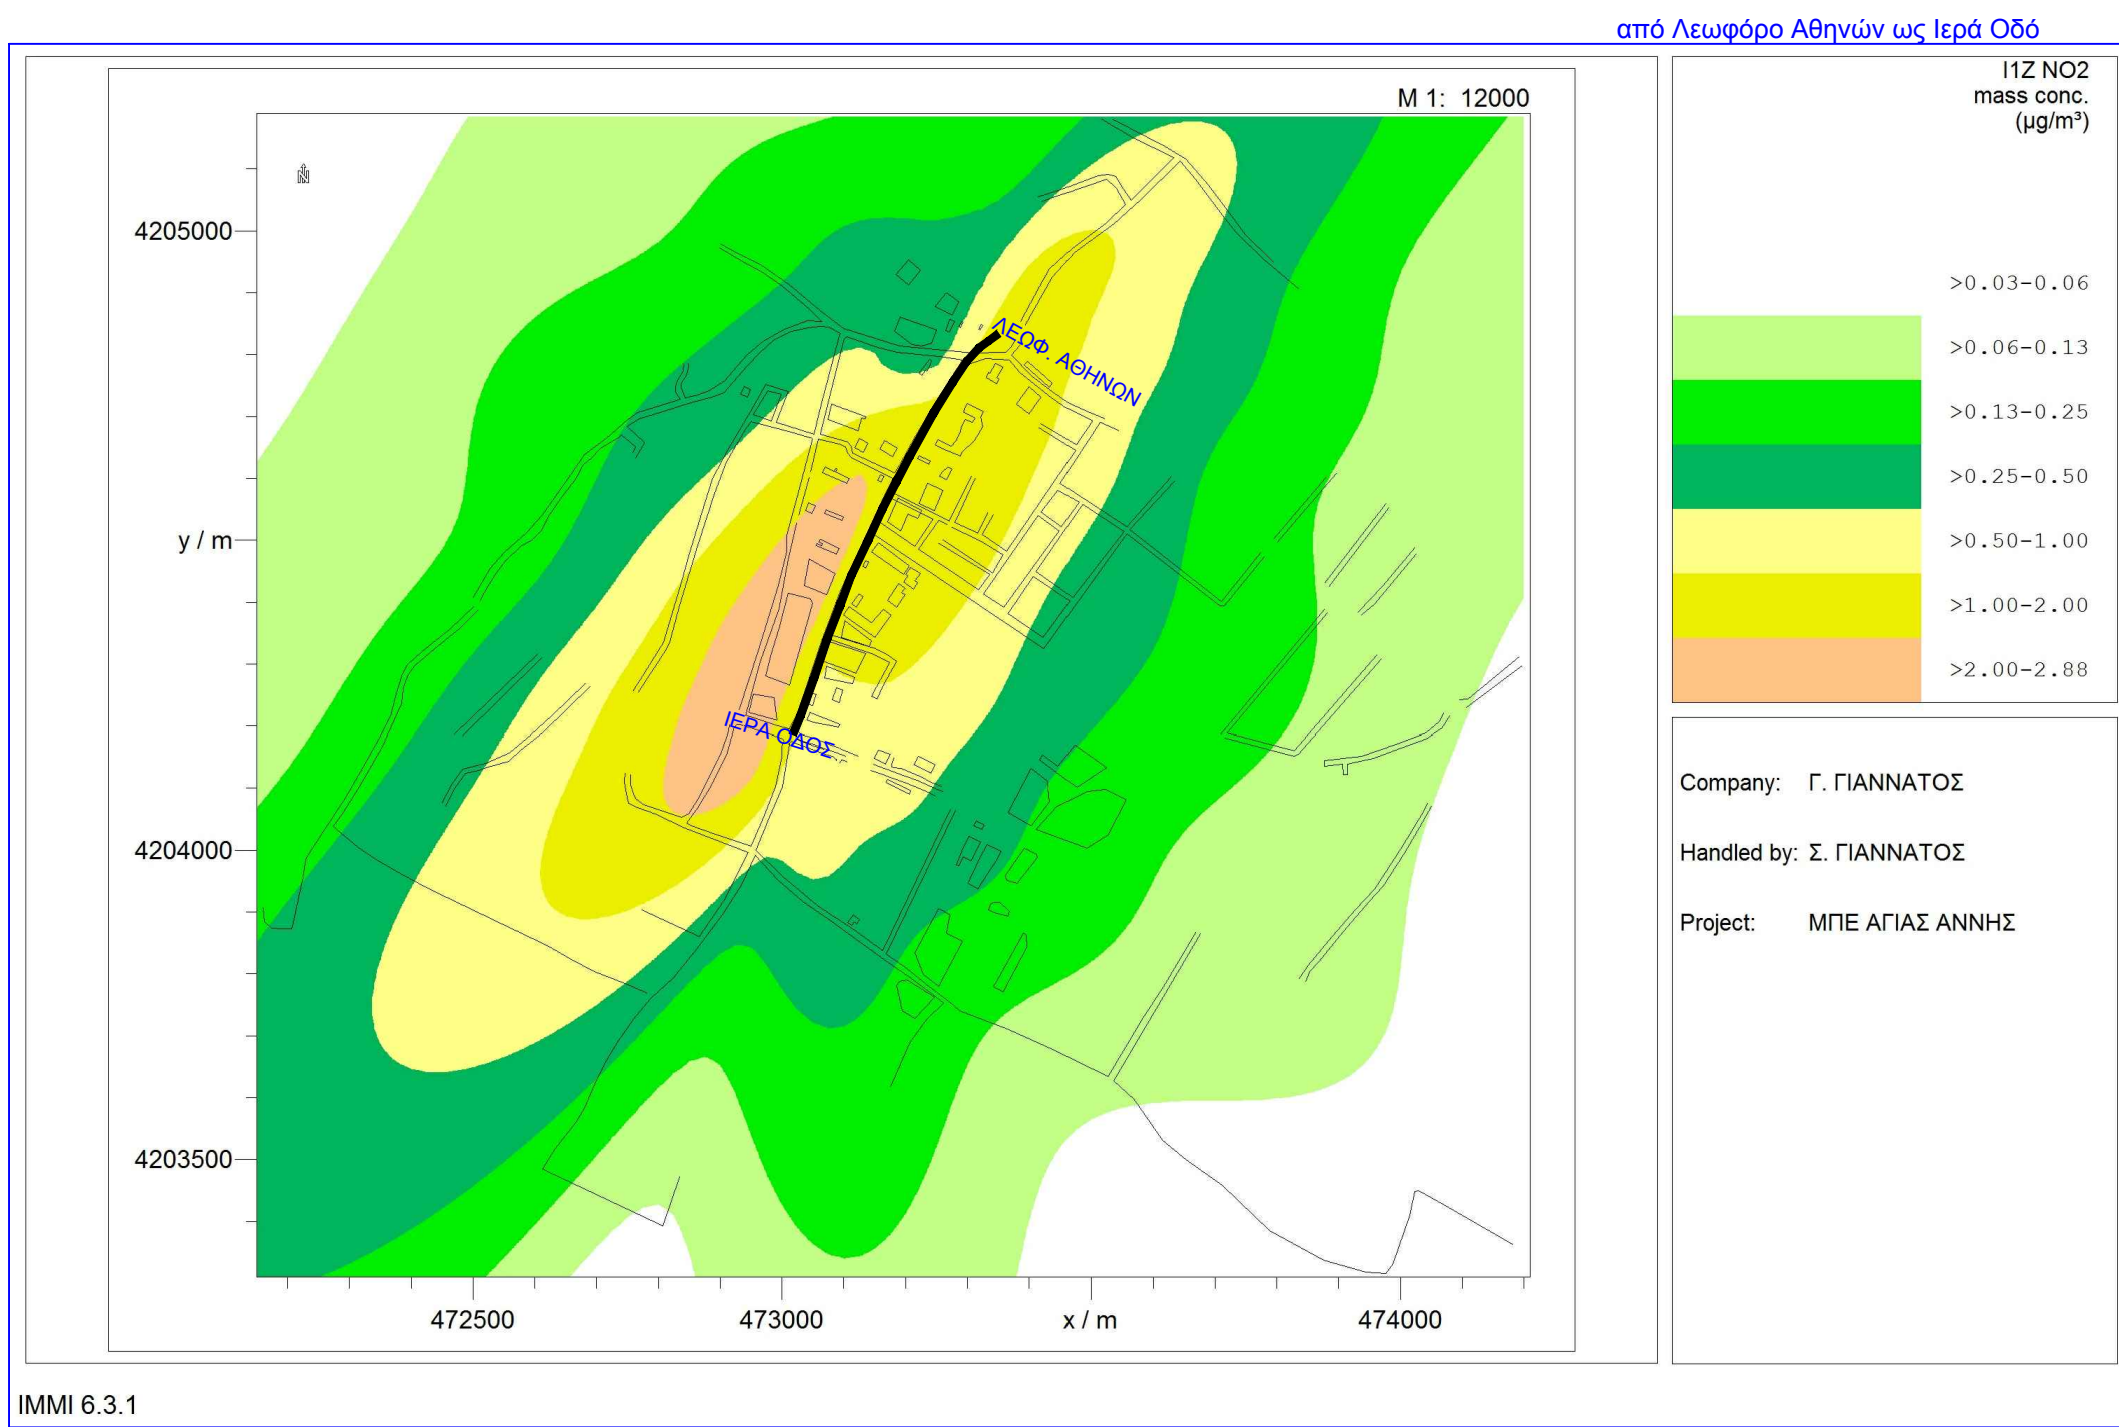 από Λεωφόρο Αθηνών ως Ιερά Οδό
M 1: 12000
I1Z NO2
mass conc.
(µg/m³)
N
4205000
ΛΕΩΦ. ΑΘΗΝΩΝ
y / m
ΙΕΡΑ ΟΔΟΣ
4204000
4203500
472500
473000
x / m
474000
>0.03-0.06
>0.06-0.13
>0.13-0.25
>0.25-0.50
>0.50-1.00
>1.00-2.00
>2.00-2.88
Company: Γ. ΓΙΑΝΝΑΤΟΣ
Handled by: Σ. ΓΙΑΝΝΑΤΟΣ
Project: ΜΠΕ ΑΓΙΑΣ ΑΝΝΗΣ
IMMI 6.3.1